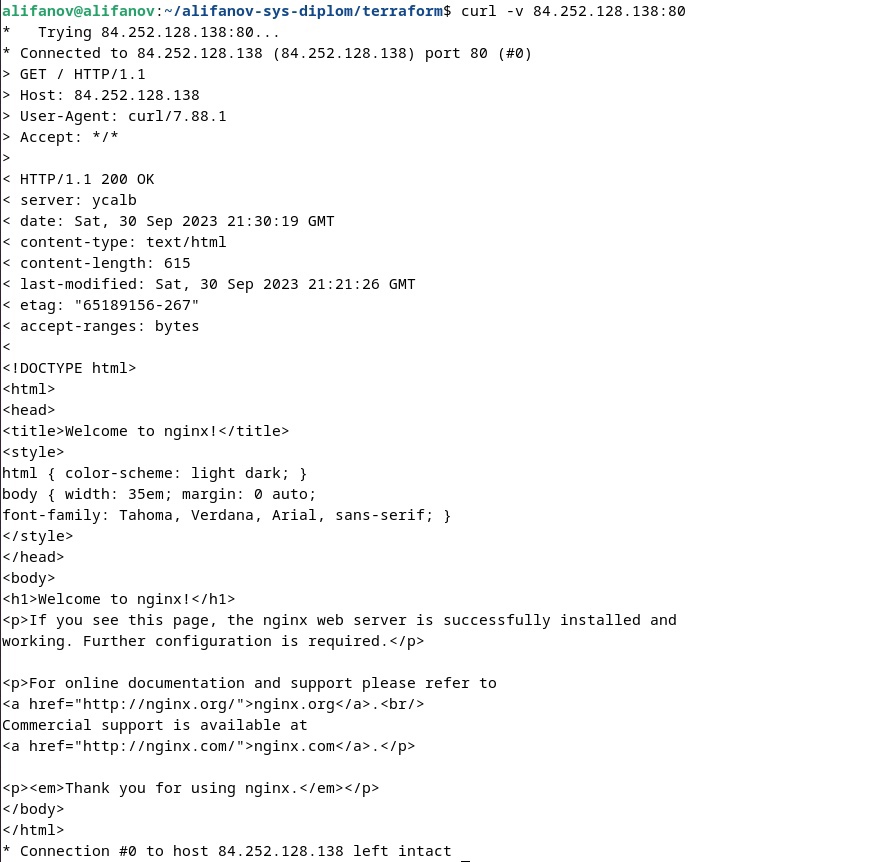 alifanov@alifanov:~/alifanov-sys-diplom/terraform$ curl -v 84.252.128.138:80
*   Trying 84.252.128.138:80...
* Connected to 84.252.128.138 (84.252.128.138) port 80 (#0)
> GET / HTTP/1.1
> Host: 84.252.128.138
> User-Agent: curl/7.88.1
> Accept: */*
>
< HTTP/1.1 200 OK
< server: ycalb
< date: Sat, 30 Sep 2023 21:30:19 GMT
< content-type: text/html
< content-length: 615
< last-modified: Sat, 30 Sep 2023 21:21:26 GMT
< etag: "65189156-267"
< accept-ranges: bytes
<
<!DOCTYPE html>
<html>
<head>
<title>Welcome to nginx!</title>
<style>
html { color-scheme: light dark; }
body { width: 35em; margin: 0 auto;
font-family: Tahoma, Verdana, Arial, sans-serif; }
</style>
</head>
<body>
<h1>Welcome to nginx!</h1>
<p>If you see this page, the nginx web server is successfully installed and
working. Further configuration is required.</p>

<p>For online documentation and support please refer to
<a href="http://nginx.org/">nginx.org</a>.<br/>
Commercial support is available at
<a href="http://nginx.com/">nginx.com</a>.</p>

<p><em>Thank you for using nginx.</em></p>
</body>
</html>
* Connection #0 to host 84.252.128.138 left intact